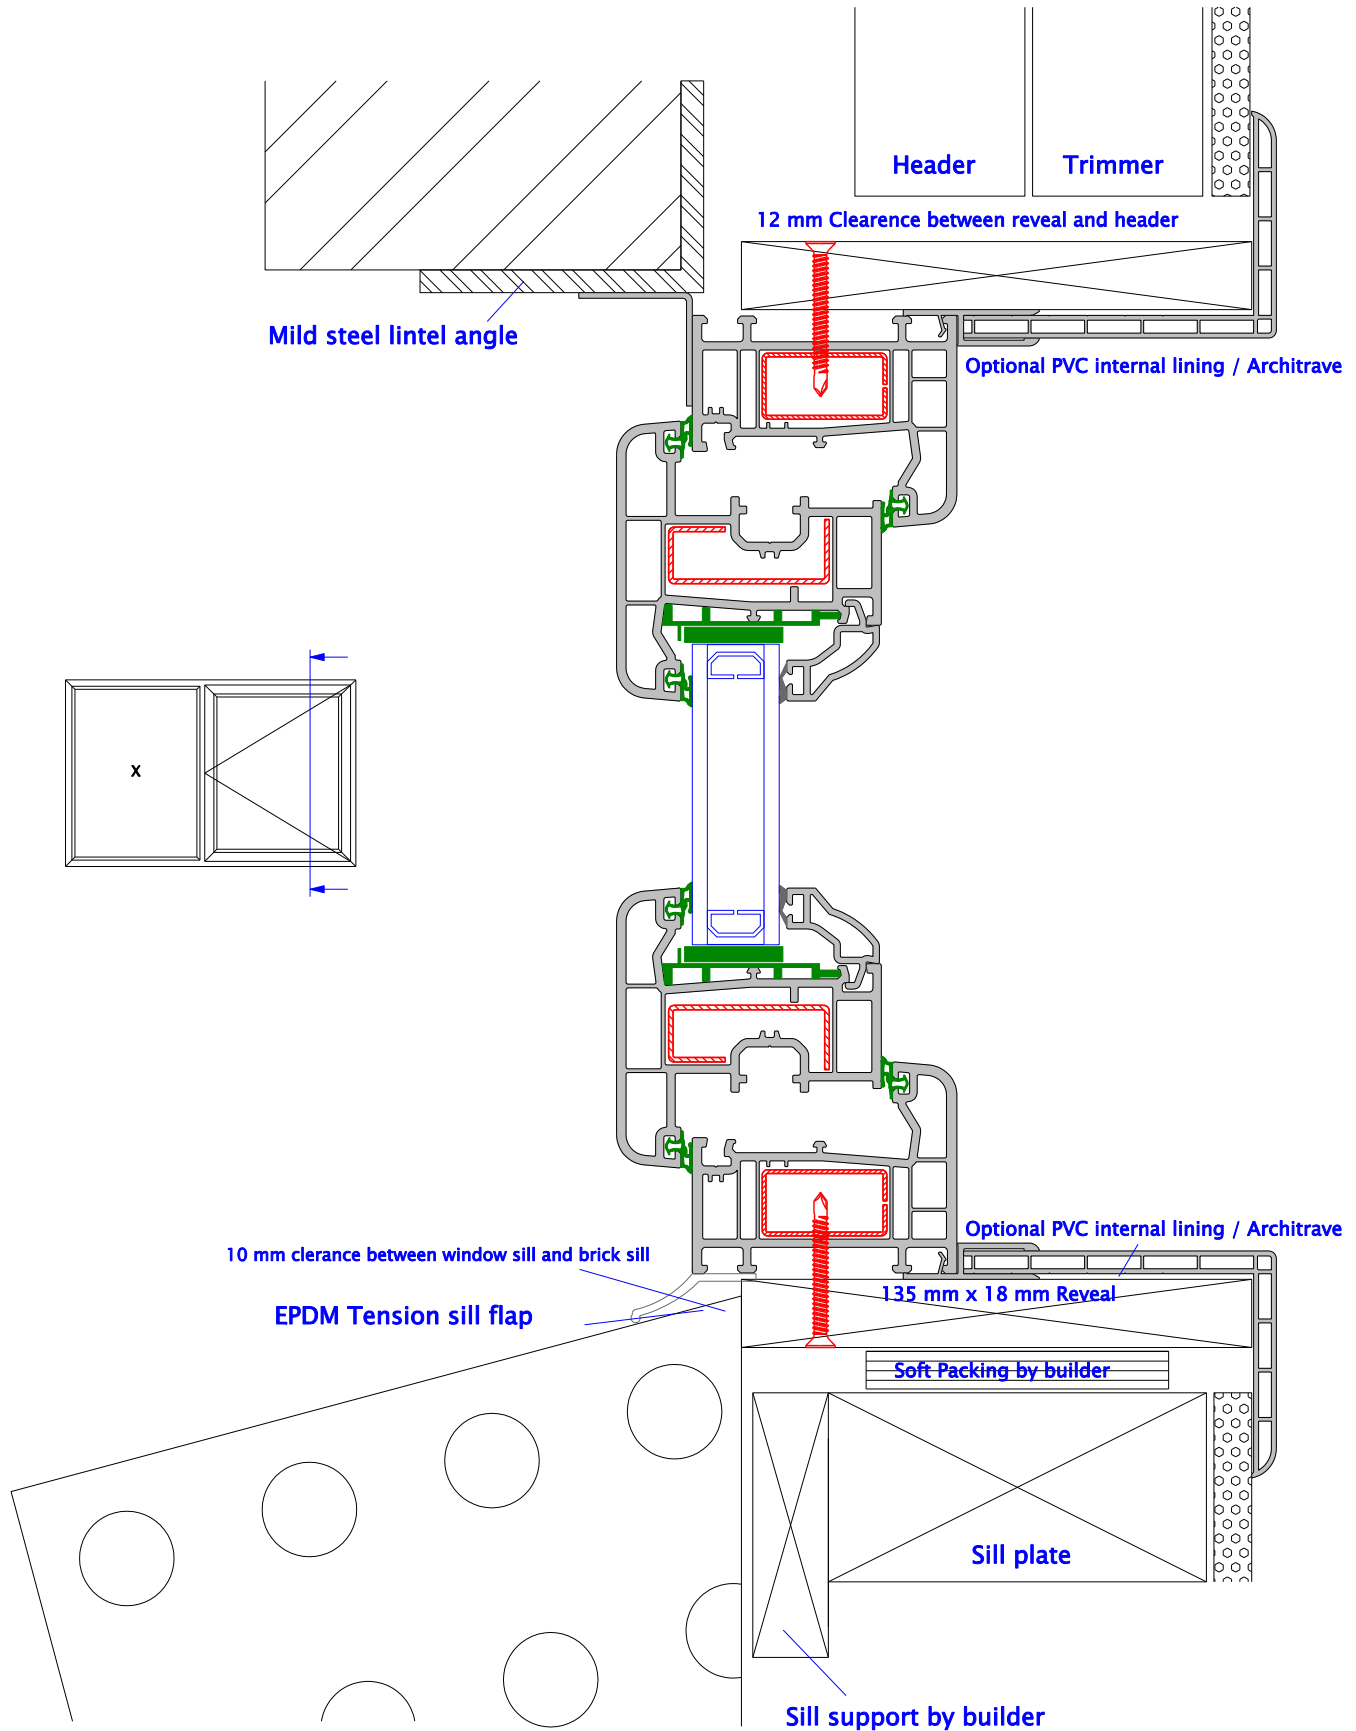 Header
Trimmer
12 mm Clearence between reveal and header
Mild steel lintel angle
Optional PVC internal lining / Architrave
X
Optional PVC internal lining / Architrave
10 mm clerance between window sill and brick sill
135 mm x 18 mm Reveal
EPDM Tension sill flap
Soft Packing by builder
Sill plate
Sill support by builder